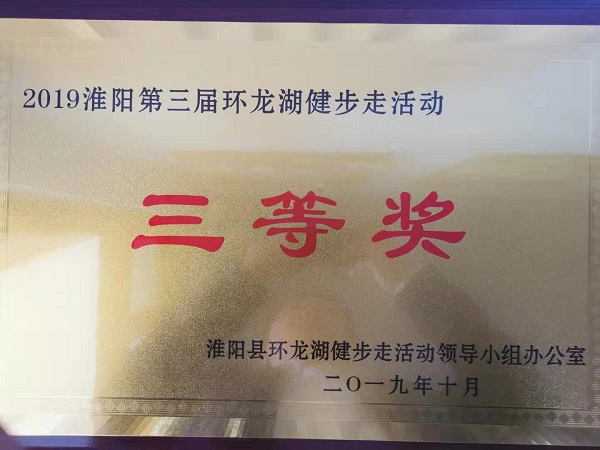 2019淮阳第三届环龙湖健步走活动
三等奖
淮阳县环龙湖健步走活动领导小组办公室
二〇一九年十月